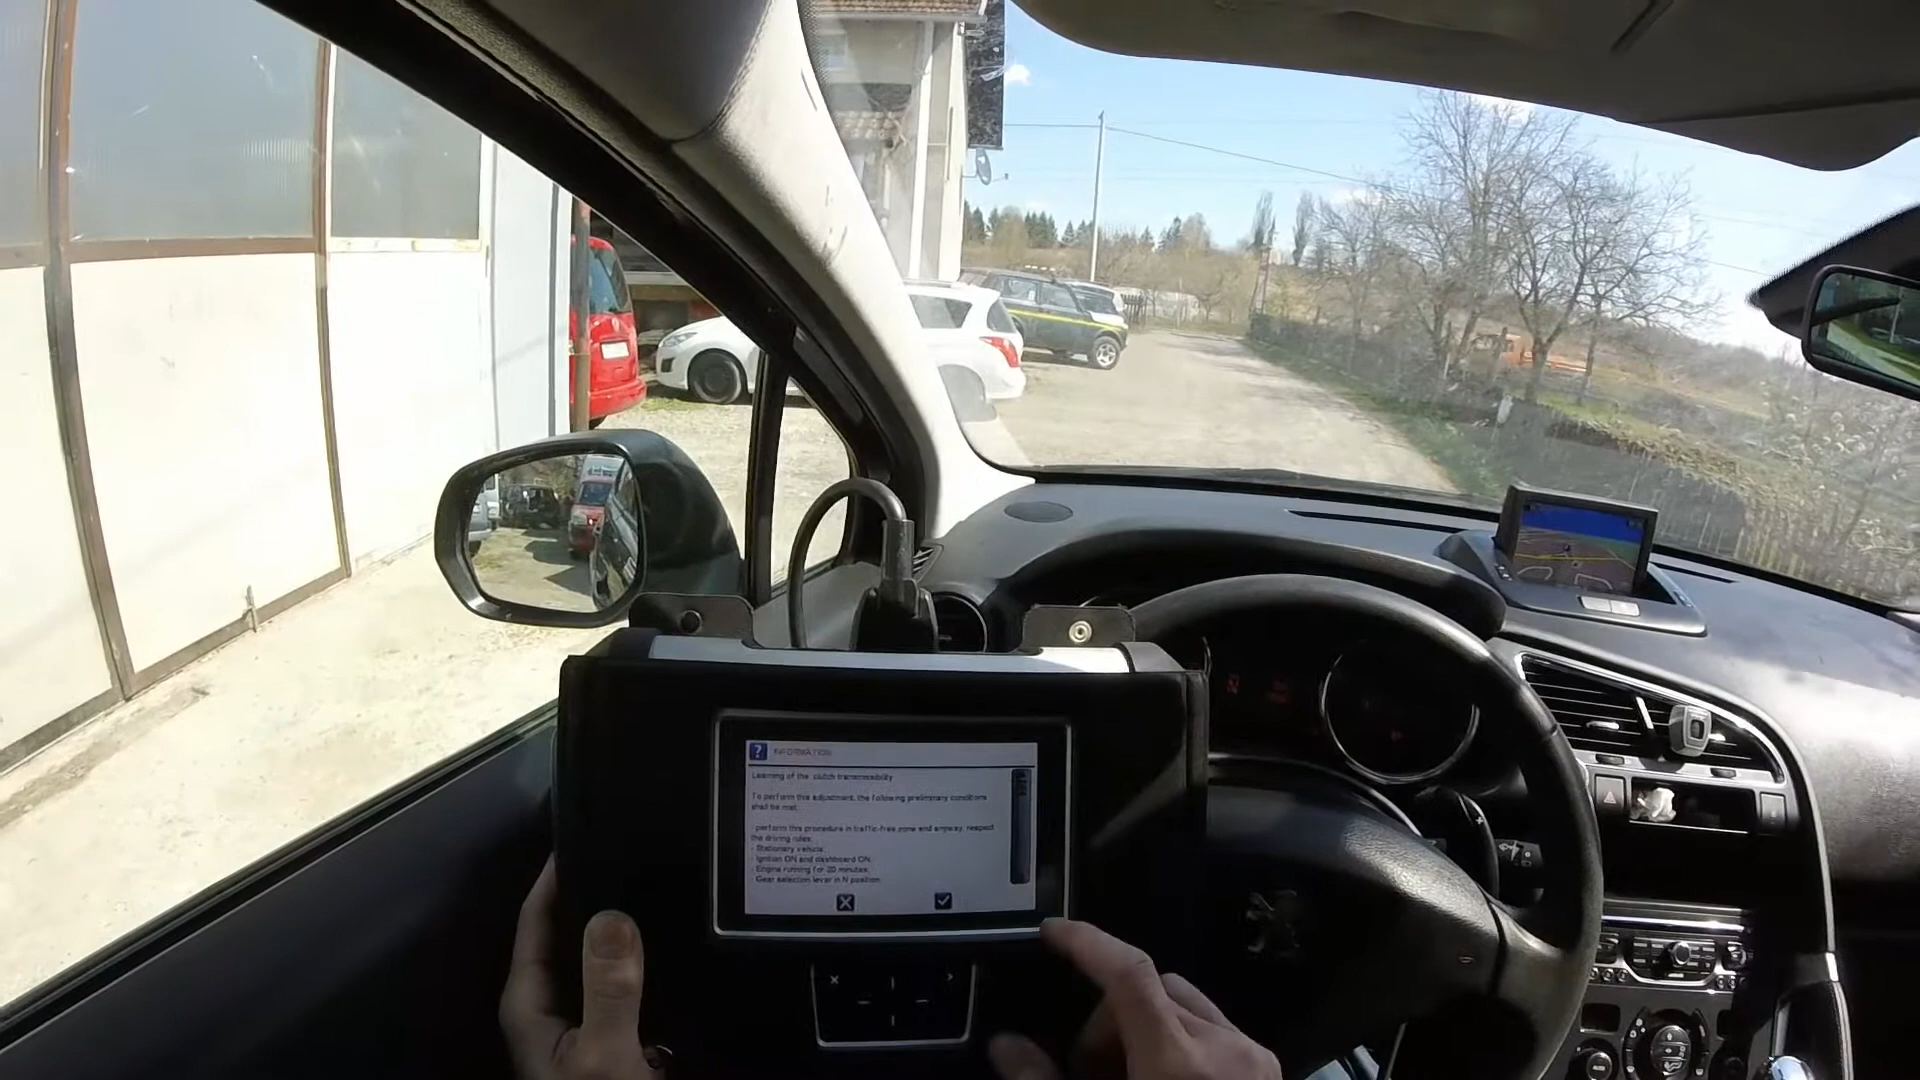 INFORMATION
Learning of the clutch transmissibility
To perform this adjustment, the following preliminary conditions
shall be met.
- perform this procedure in traffic-free zone and anyway, respect
the driving rules.
- Stationary vehicle.
- Ignition ON and dashboard ON.
- Engine running for 20 minutes.
- Gear selection lever in N position.